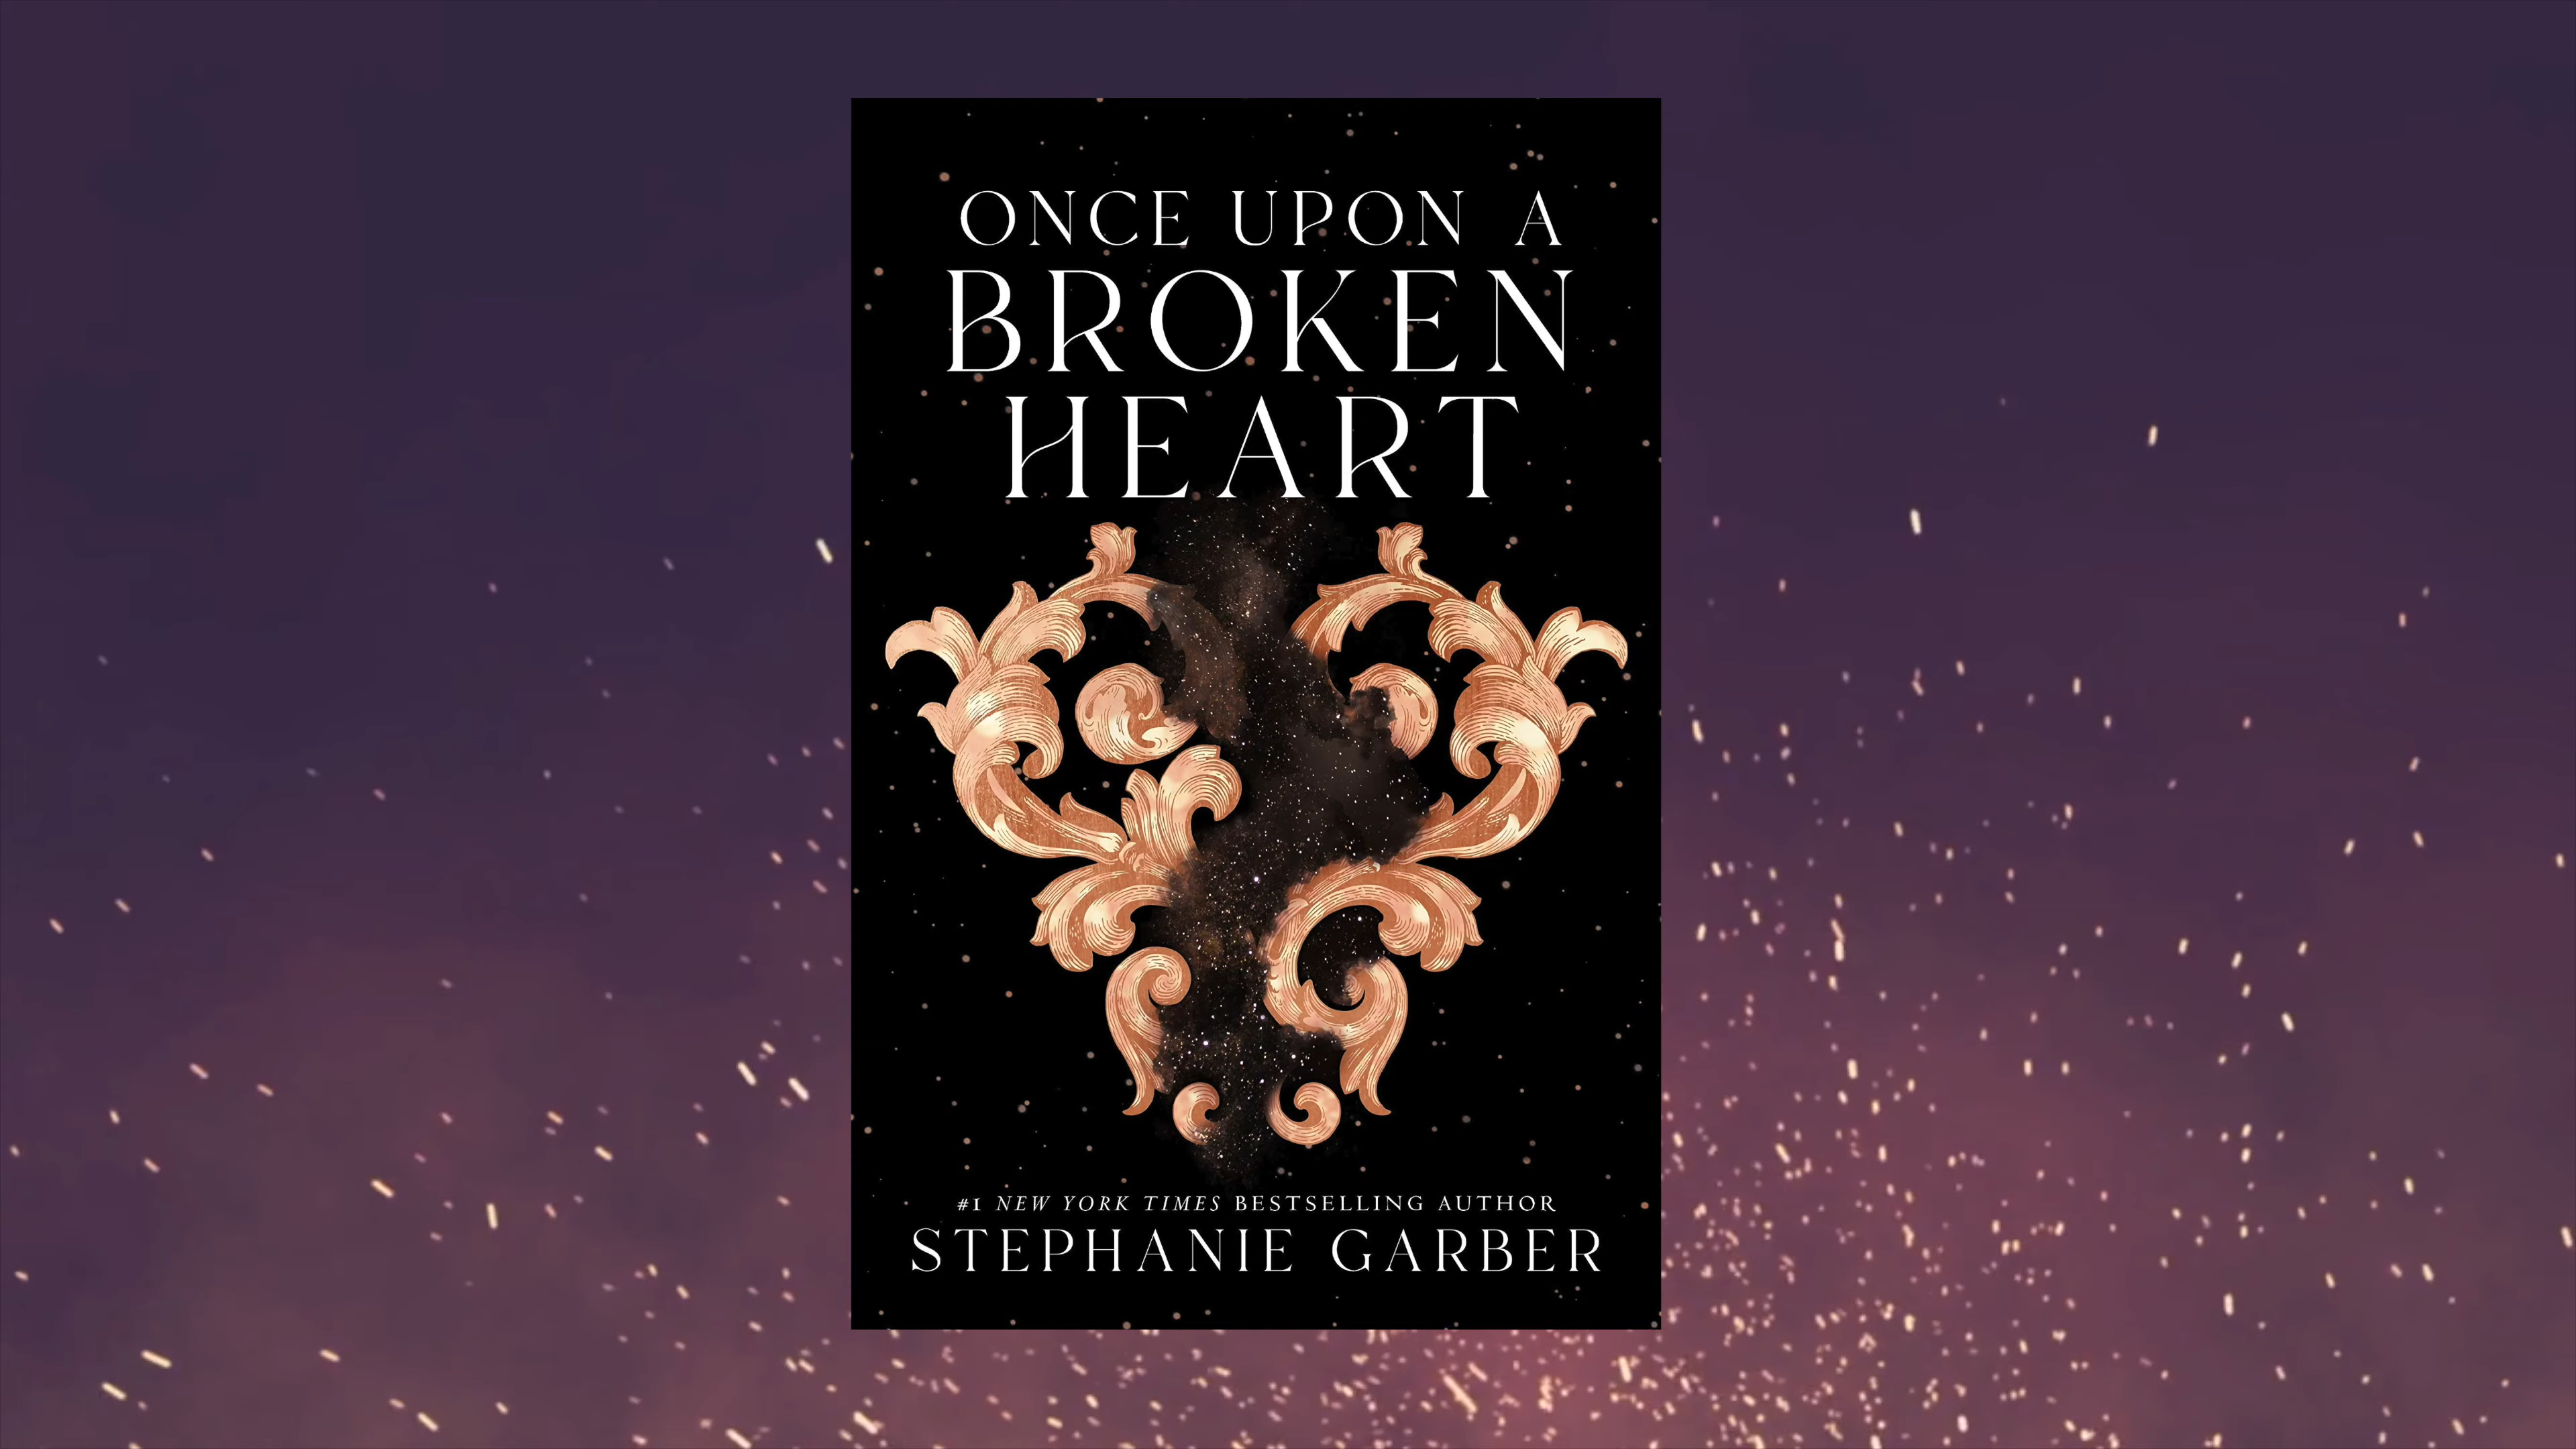 ONCE UPON A
BROKEN
HEART
#1 NEW YORK TIMES BESTSELLING AUTHOR
STEPHANIE GARBER